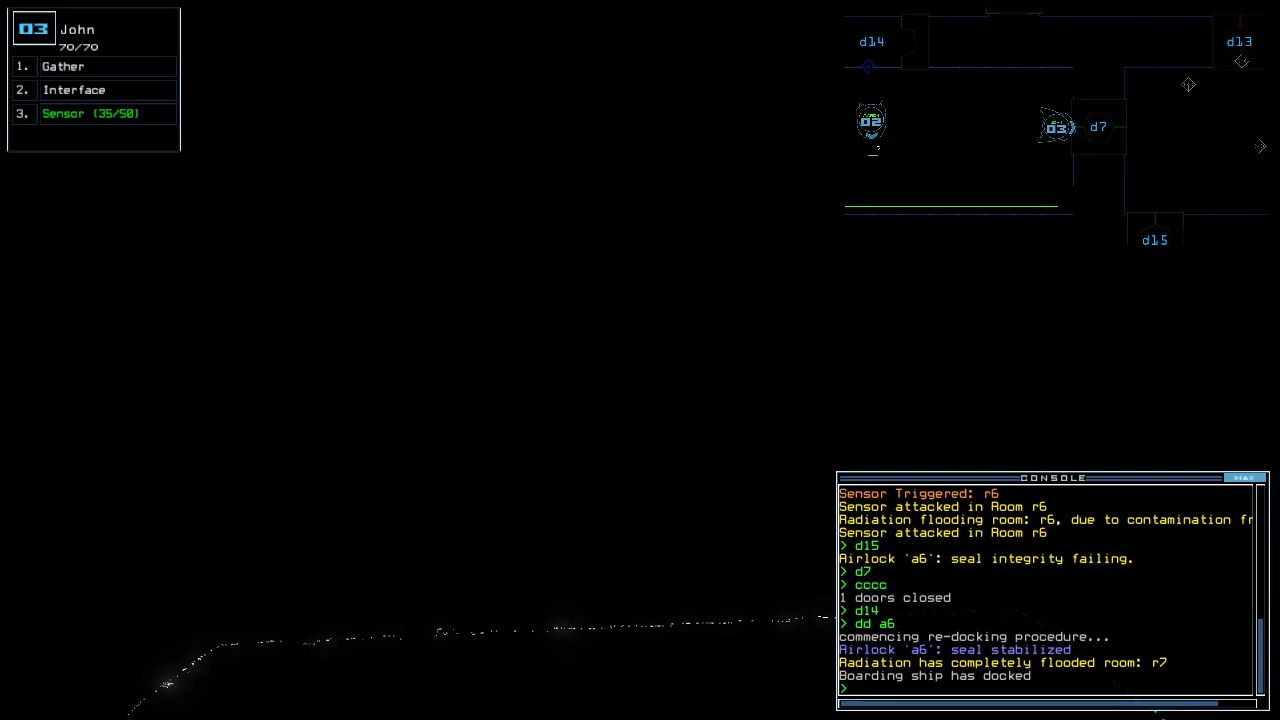 03 John
70/70
1. Gather
2. Interface
3. Sensor (35/50)
d14
d13
02
03
d7
d15
CONSOLE
MAX
Sensor Triggered: r6
Sensor attacked in Room r6
Radiation flooding room: r6, due to contamination fr
Sensor attacked in Room r6
> d15
Airlock 'a6': seal integrity failing.
> d7
> cccc
1 doors closed
> d14
> dd a6
commencing re-docking procedure...
Airlock 'a6': seal stabilized
Radiation has completely flooded room: r7
Boarding ship has docked
>